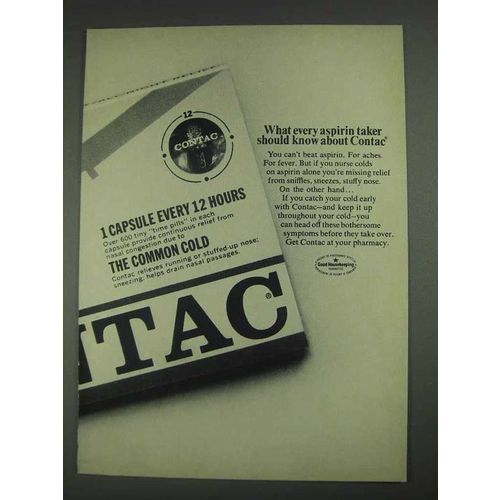 12
CONTAC
1 CAPSULE EVERY 12 HOURS
Over 600 tiny "time pills" in each
capsule provide continuous relief from
nasal congestion due to
THE COMMON COLD
Contac relieves running or stuffed-up nose;
sneezing; helps drain nasal passages.
NTAC®
What every aspirin taker
should know about Contac®
You can't beat aspirin. For aches.
For fever. But if you nurse colds
on aspirin alone you're missing relief
from sniffles, sneezes, stuffy nose.
On the other hand...
If you catch your cold early
with Contac—and keep it up
throughout your cold—you
can head off these bothersome
symptoms before they take over.
Get Contac at your pharmacy.
Good Housekeeping